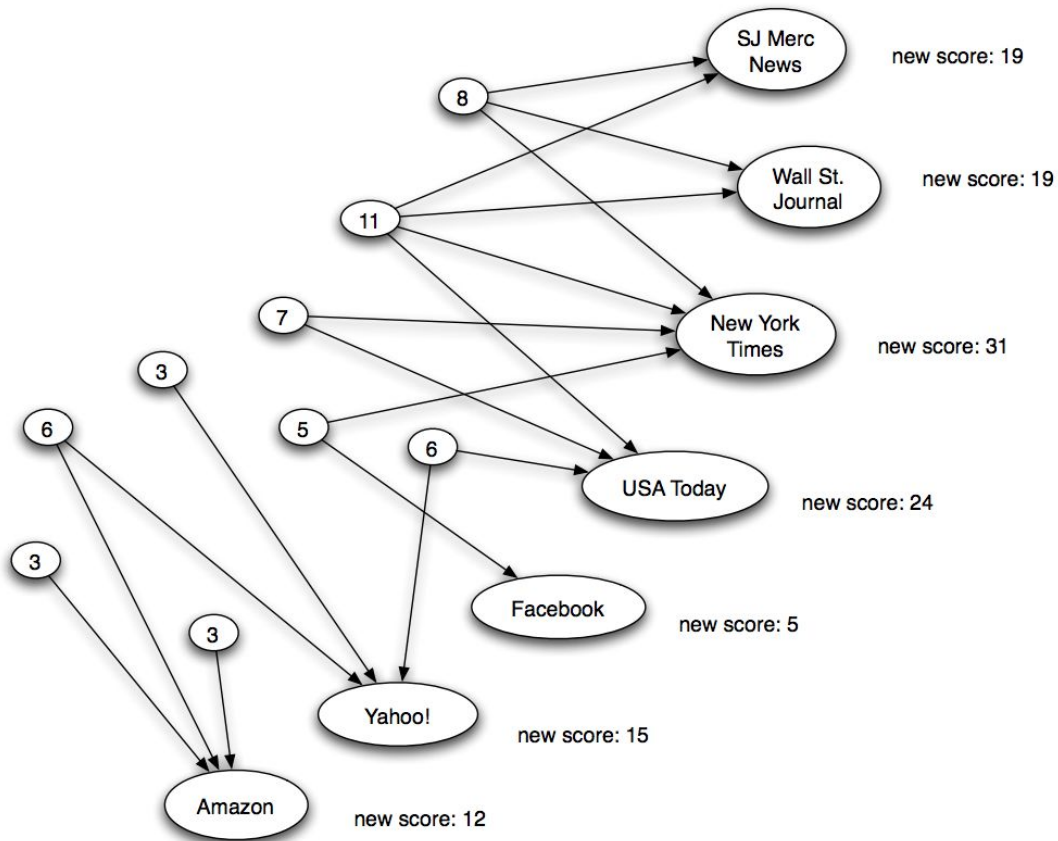 SJ Merc
News
new score: 19
8
Wall St.
Journal
new score: 19
11
7
New York
Times
new score: 31
3
6
5
6
USA Today
new score: 24
3
Facebook
new score: 5
3
Yahoo!
new score: 15
Amazon
new score: 12